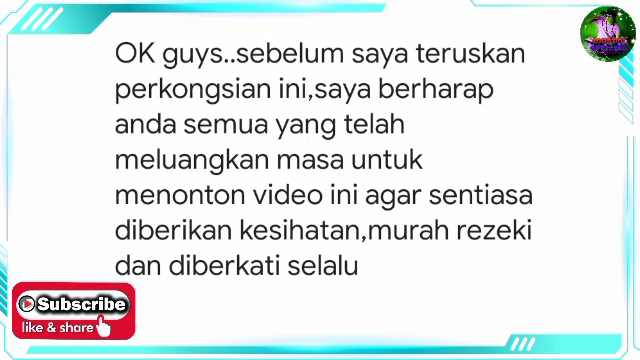 OK guys..sebelum saya teruskan
perkongsian ini,saya berharap
anda semua yang telah
meluangkan masa untuk
menonton video ini agar sentiasa
diberikan kesihatan,murah rezeki
dan diberkati selalu
Subscribe
like & share